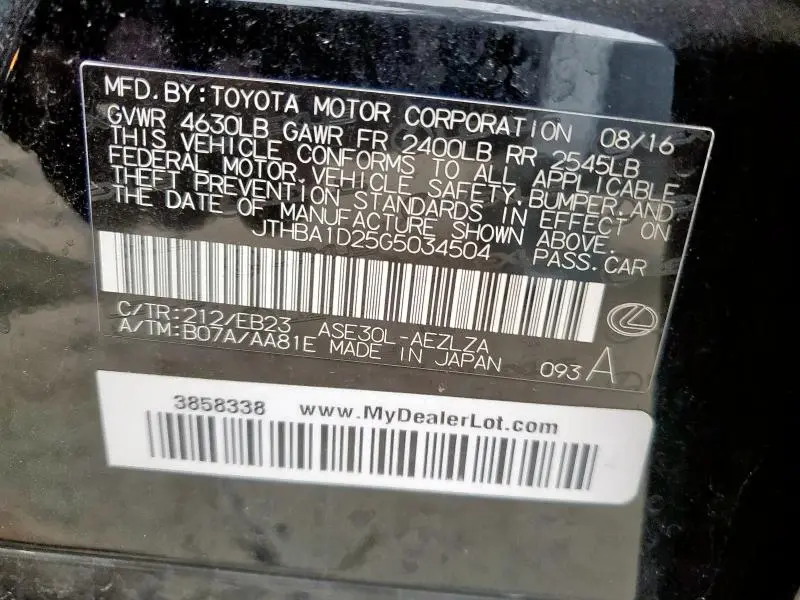 MFD.BY:TOYOTA MOTOR CORPORATION 08/16
GVWR 4630LB GAWR FR 2400LB RR 2545LB
THIS VEHICLE CONFORMS TO ALL APPLICABLE
FEDERAL MOTOR VEHICLE SAFETY,BUMPER,AND
THEFT PREVENTION STANDARDS IN EFFECT ON
THE DATE OF MANUFACTURE SHOWN ABOVE.
JTHBA1D25G5034504 PASS.CAR
C/TR:212/EB23 ASE30L-AEZLZA
A/TM:B07A/AA81E MADE IN JAPAN 093 A
3858338 www.MyDealerLot.com